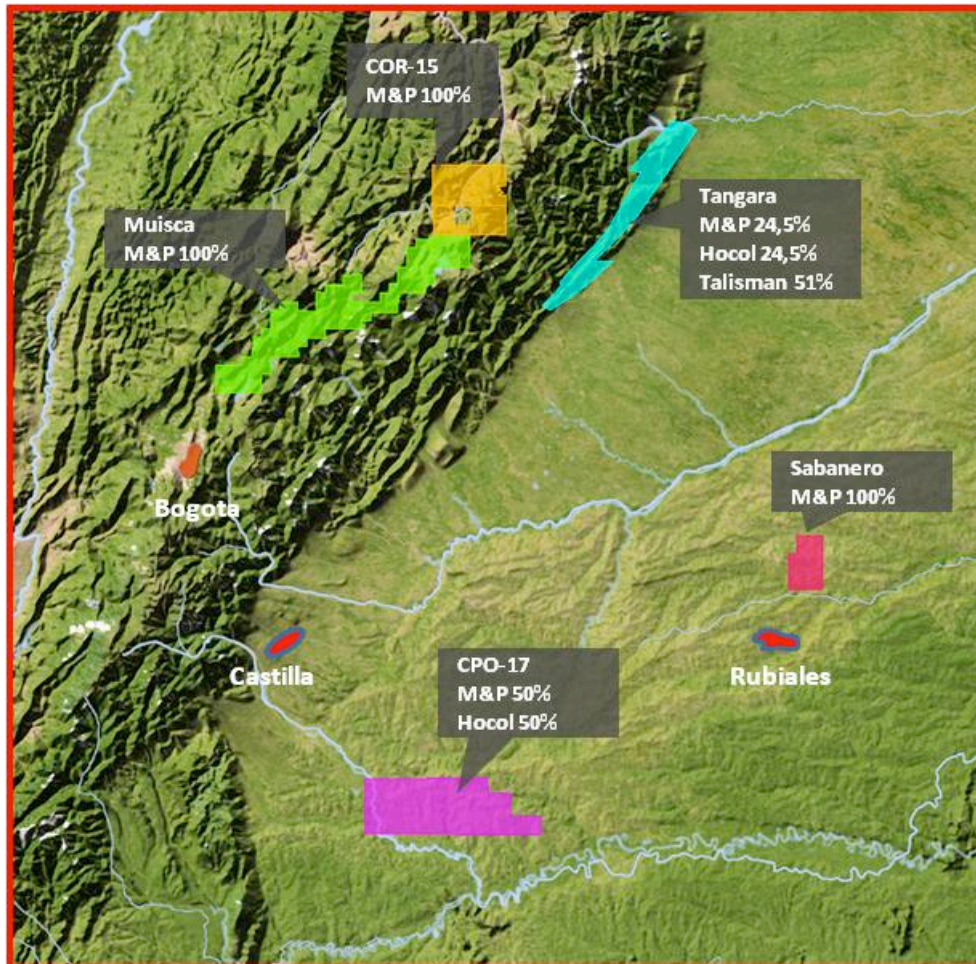 COR-15
M&P 100%
Muisca
M&P 100%
Tangara
M&P 24,5%
Hocol 24,5%
Talisman 51%
Bogota
Sabanero
M&P 100%
Castilla
CPO-17
M&P 50%
Hocol 50%
Rubiales